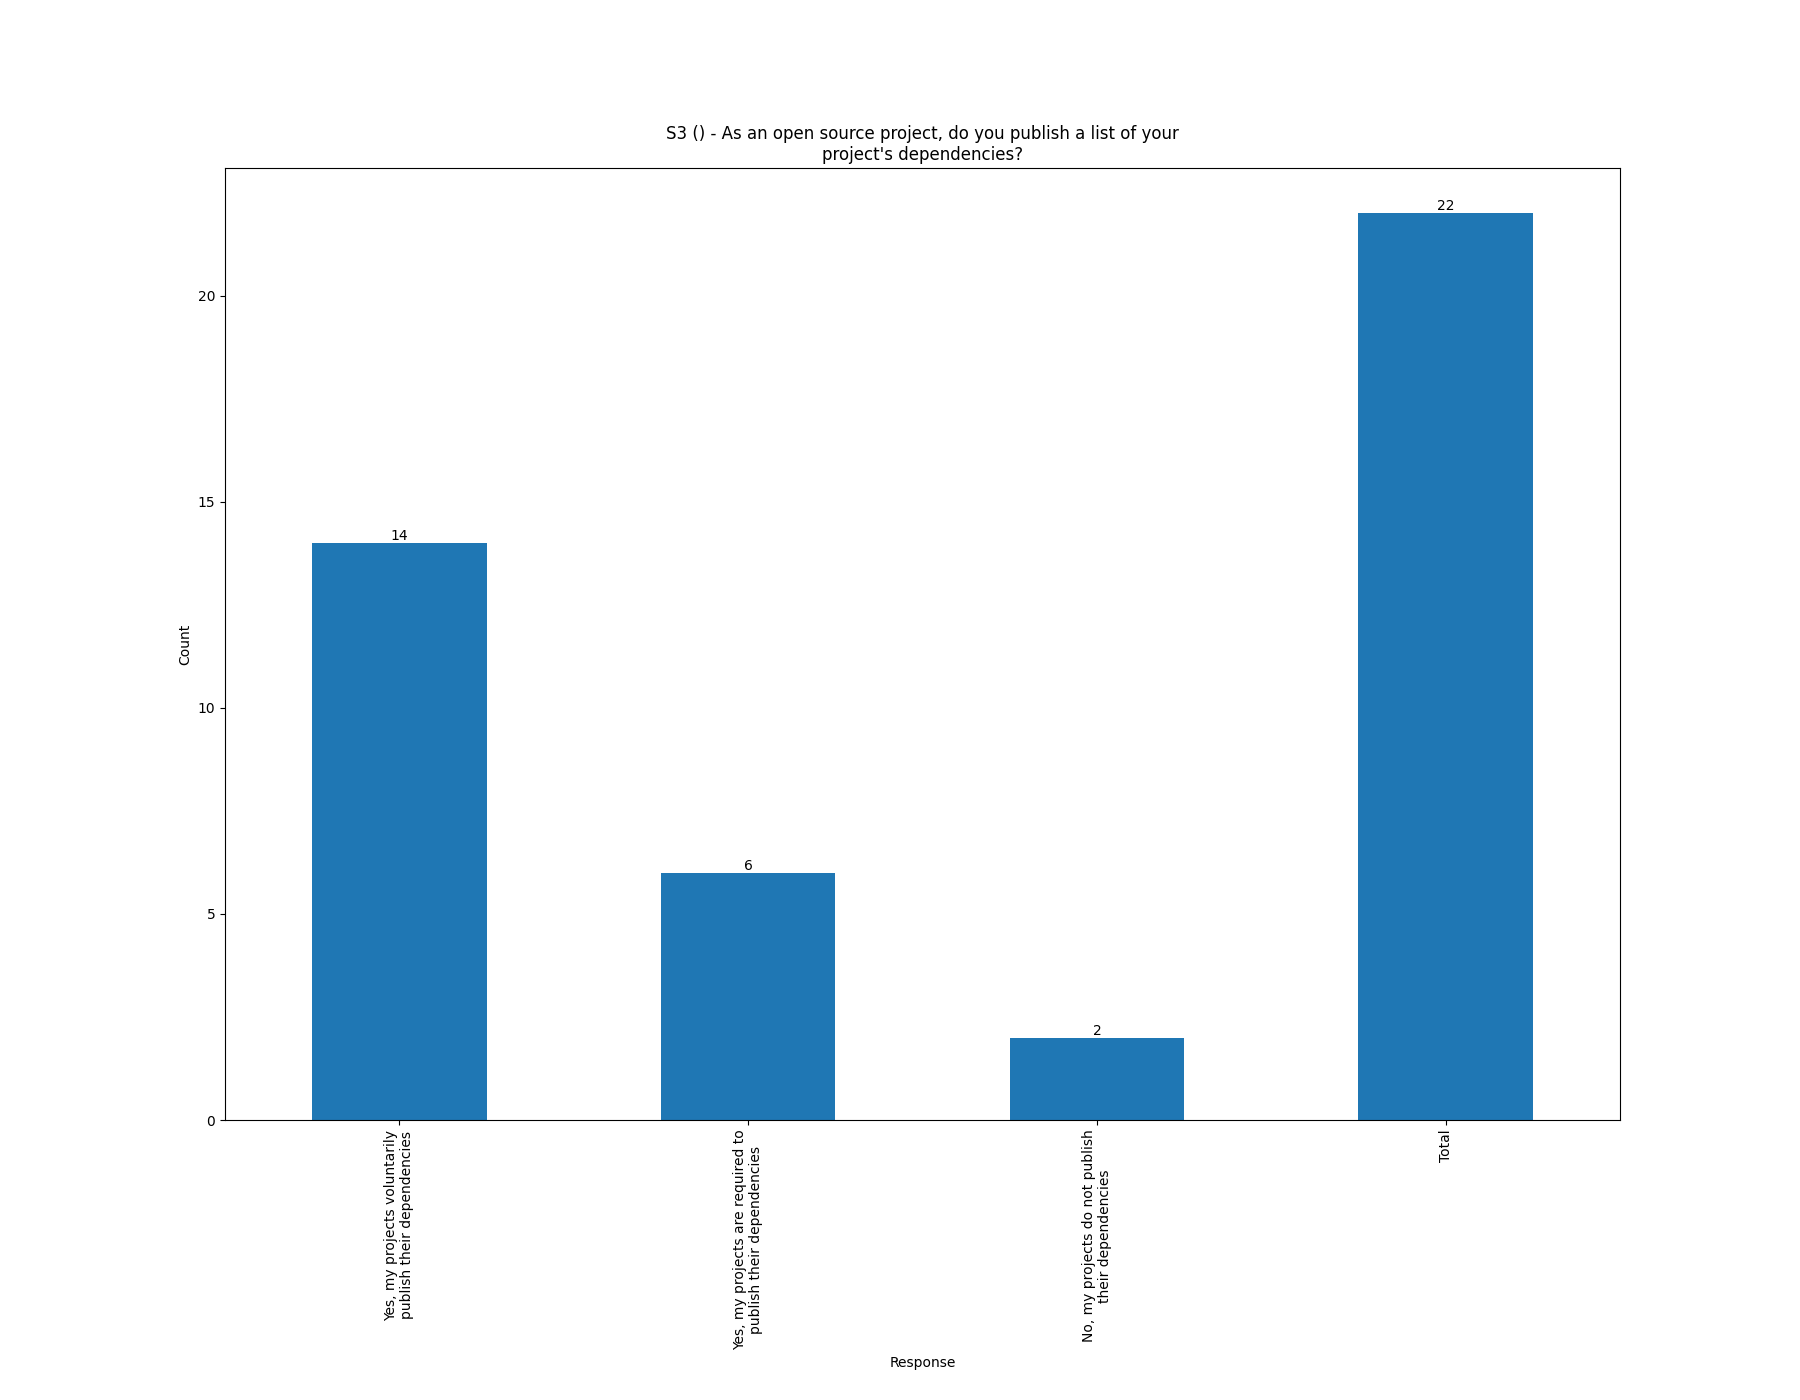 S3 () - As an open source project, do you publish a list of your
project's dependencies?
22
20
15
14
Count
10
6
5
2
0
Yes, my projects voluntarily
publish their dependencies
Yes, my projects are required to
publish their dependencies
No, my projects do not publish
their dependencies
Total
Response